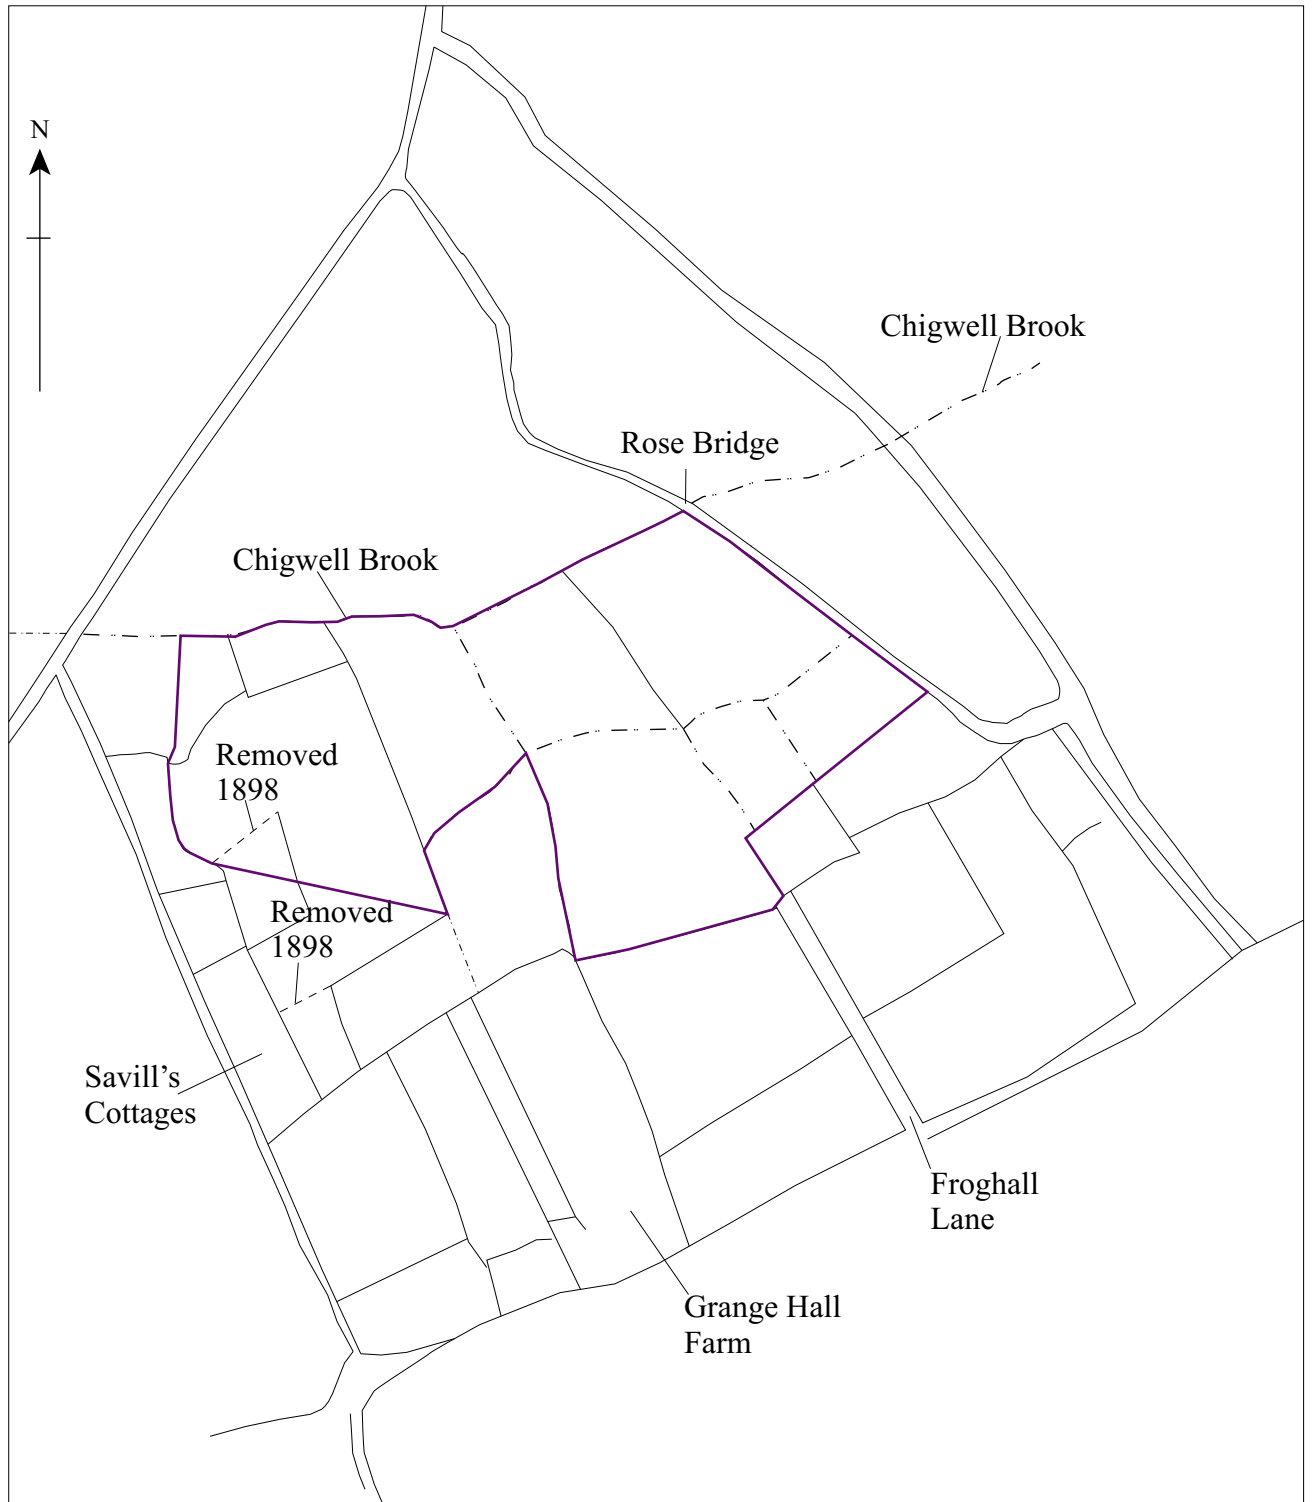 N
Chigwell Brook
Rose Bridge
Chigwell Brook
Removed
1898
Removed
1898
Savill’s
Cottages
Froghall
Lane
Grange Hall
Farm